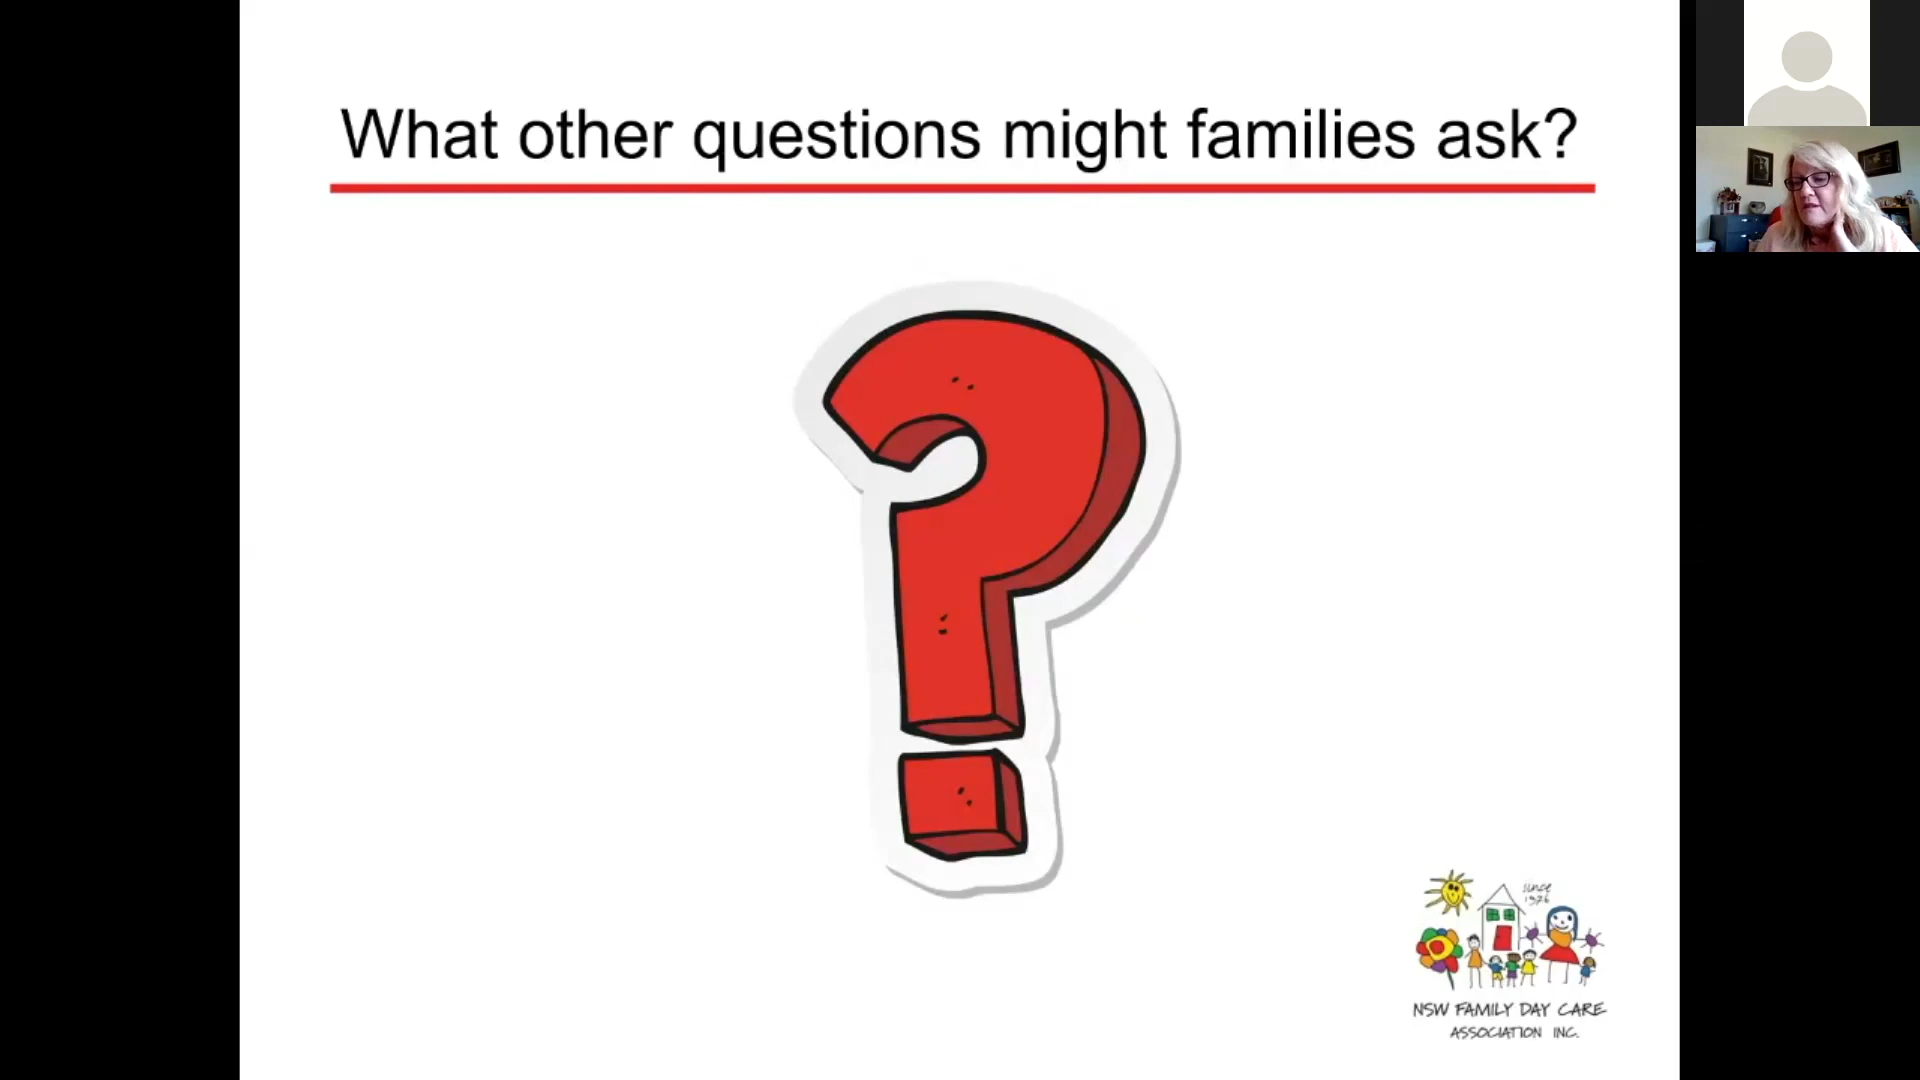 What other questions might families ask?
since
1976
NSW FAMILY DAY CARE
ASSOCIATION INC.